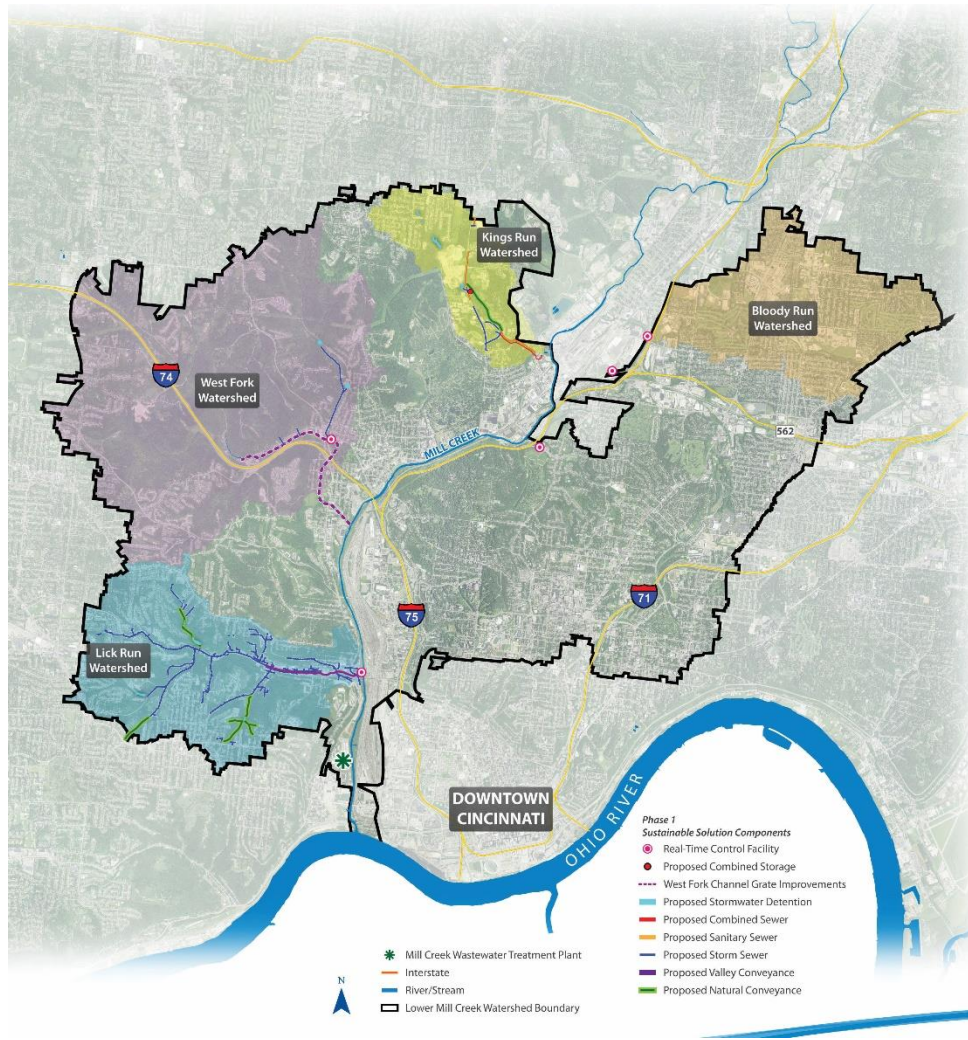 Kings Run
Watershed
Bloody Run
Watershed
74
West Fork
Watershed
562
MILL CREEK
71
75
Lick Run
Watershed
DOWNTOWN
CINCINNATI
OHIO RIVER
Phase 1
Sustainable Solution Components
Real-Time Control Facility
Proposed Combined Storage
West Fork Channel Grate Improvements
Proposed Stormwater Detention
Proposed Combined Sewer
Proposed Sanitary Sewer
Proposed Storm Sewer
Proposed Valley Conveyance
Proposed Natural Conveyance
Mill Creek Wastewater Treatment Plant
Interstate
River/Stream
Lower Mill Creek Watershed Boundary
N